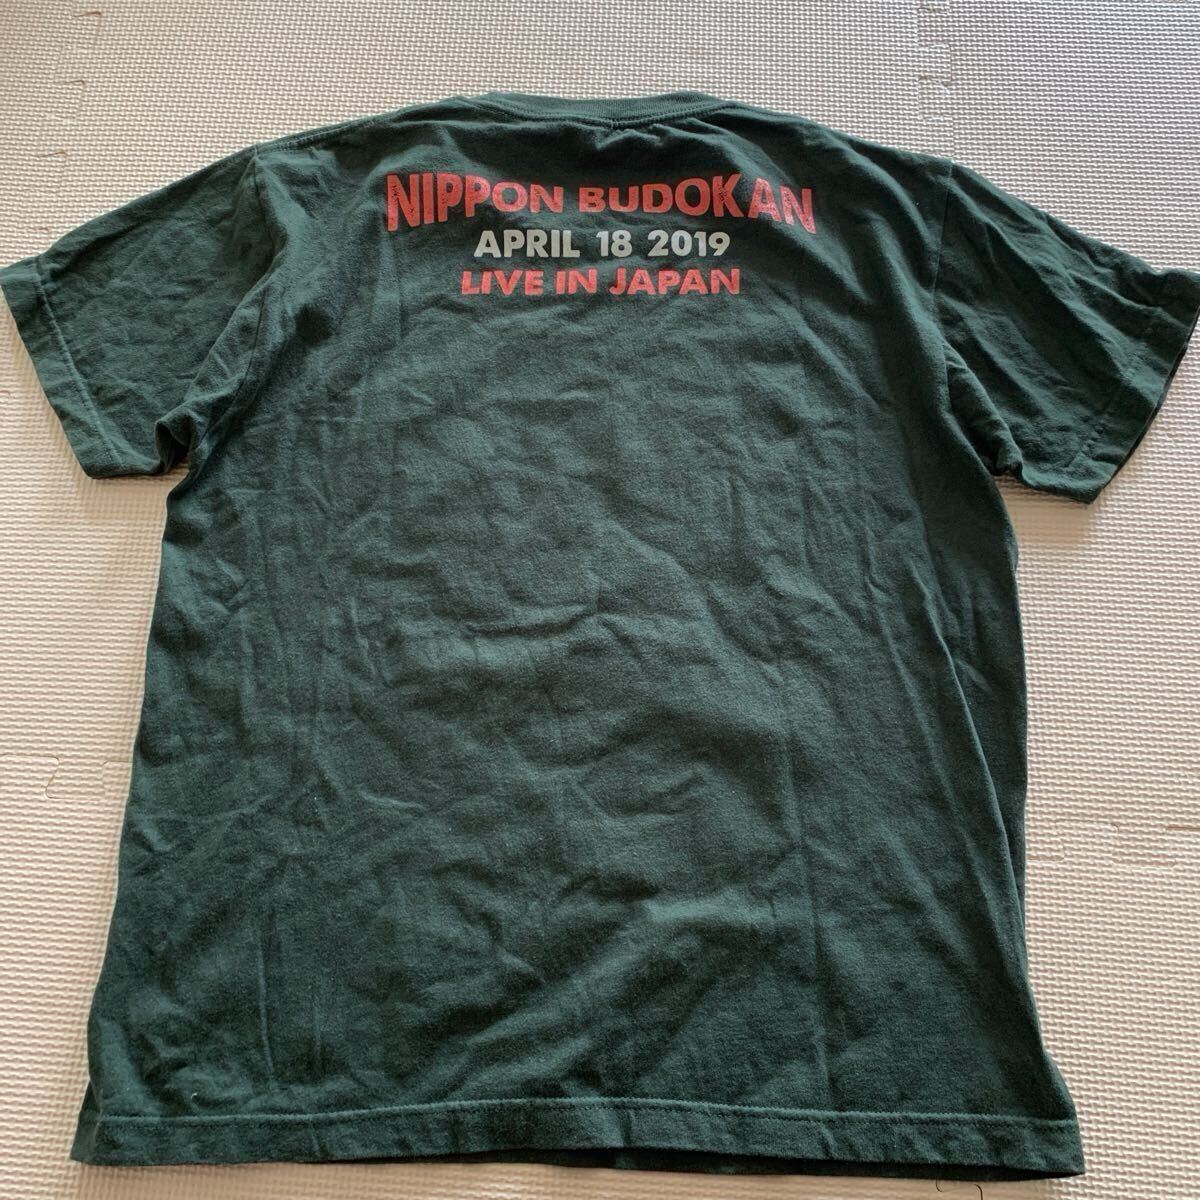 NIPPON BUDOKAN
APRIL 18 2019
LIVE IN JAPAN